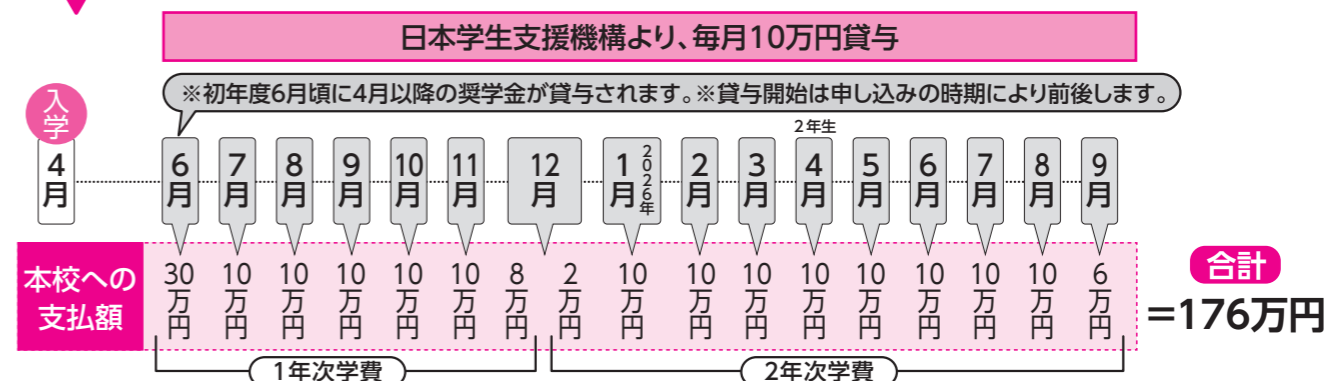 日本学生支援機構より、毎月10万円貸与
※初年度6月頃に4月以降の奨学金が貸与されます。※貸与開始は申し込みの時期により前後します。
入学
2年生
4月 6月 7月 8月 9月 10月 11月 12月 1月 2026年 2月 3月 4月 5月 6月 7月 8月 9月
本校への
支払額
30万円 10万円 10万円 10万円 10万円 10万円 8万円 2万円 10万円 10万円 10万円 10万円 10万円 10万円 10万円 10万円 6万円
合計
=176万円
1年次学費 2年次学費